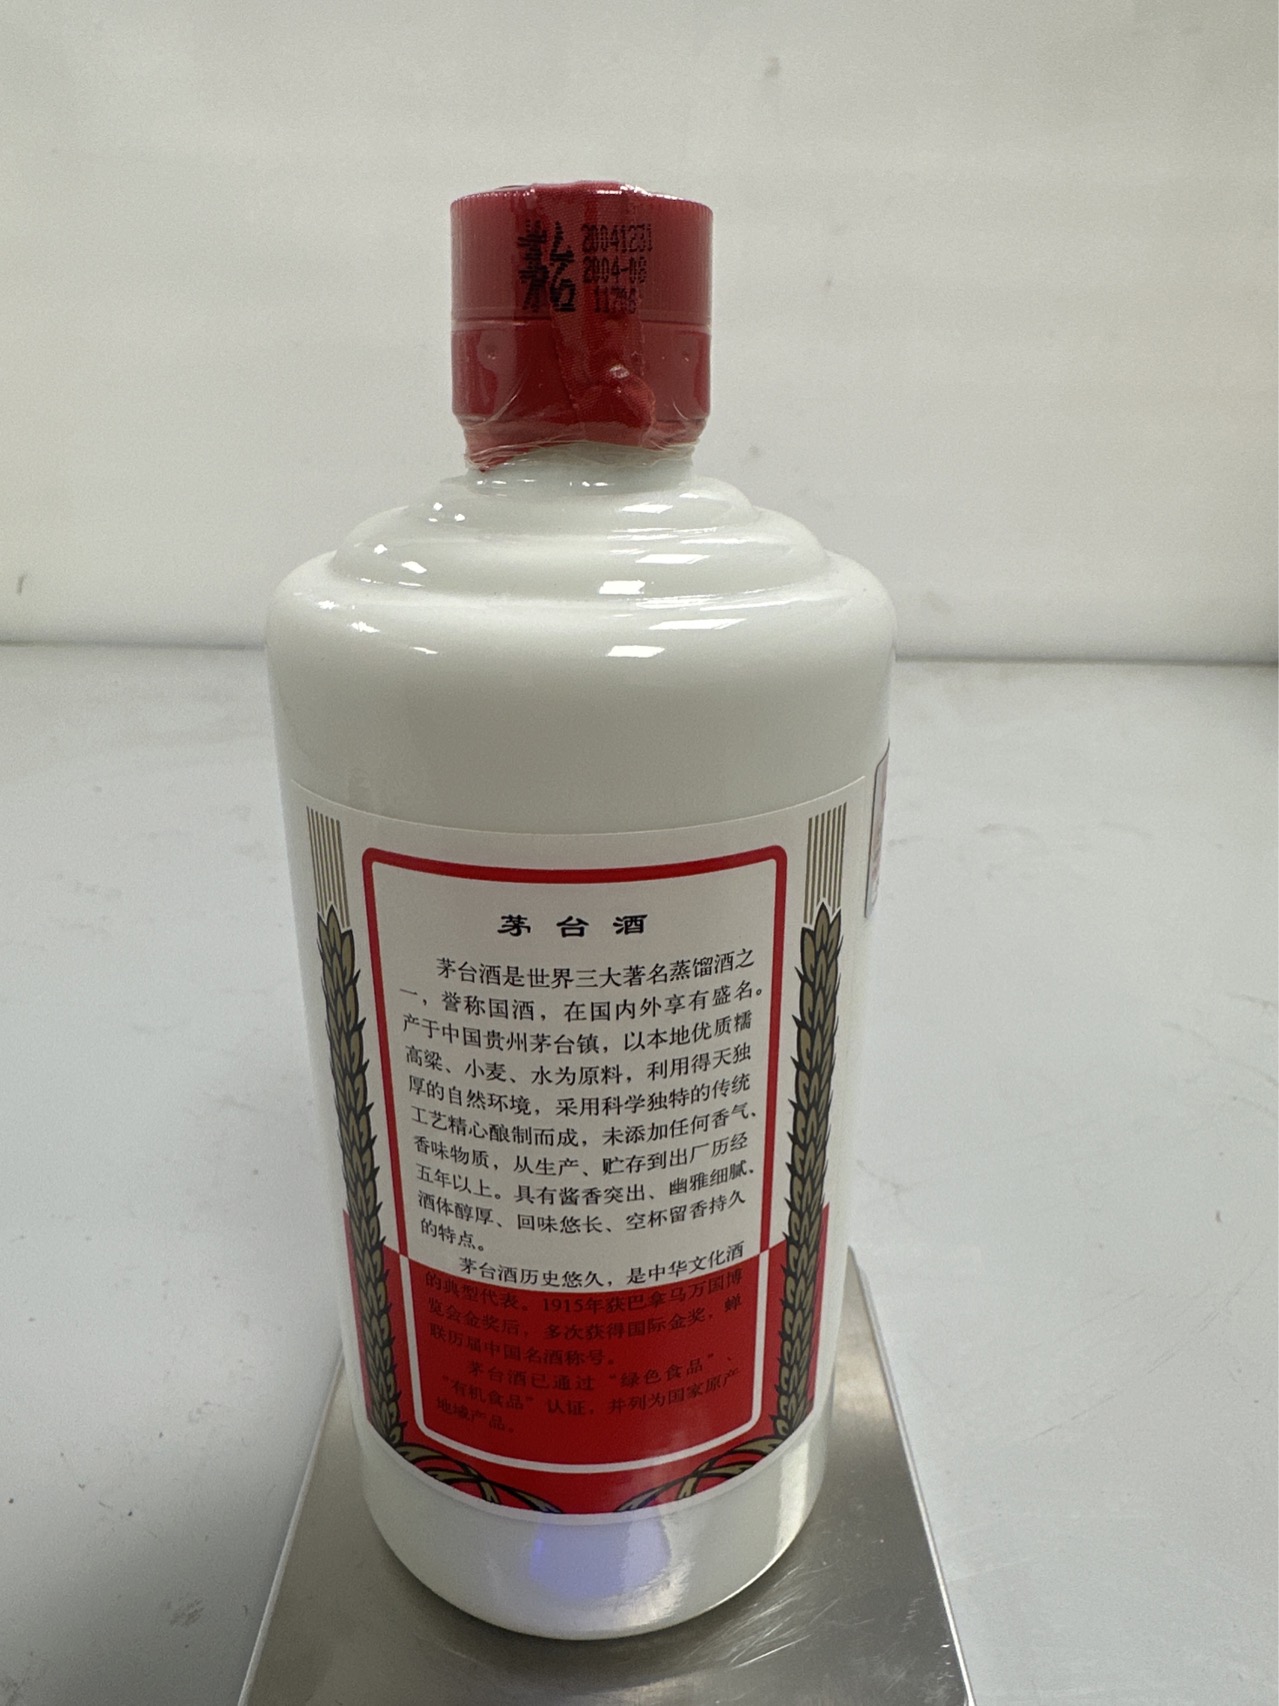 茅台
20041231
2004-08
茅台酒
茅台酒是世界三大著名蒸馏酒之
一，誉称国酒，在国内外享有盛名。
产于中国贵州茅台镇，以本地优质糯
高粱、小麦、水为原料，利用得天独
厚的自然环境，采用科学独特的传统
工艺精心酿制而成，未添加任何香气、
香味物质，从生产、贮存到出厂历经
五年以上。具有酱香突出、幽雅细腻、
酒体醇厚、回味悠长、空杯留香持久
的特点。
茅台酒历史悠久，是中华文化酒
的典型代表。1915年获巴拿马万国博
览会金奖后，多次获得国际金奖，蝉
联历届中国名酒称号。
茅台酒已通过“绿色食品”、
“有机食品”认证，并列为国家原产
地域产品。